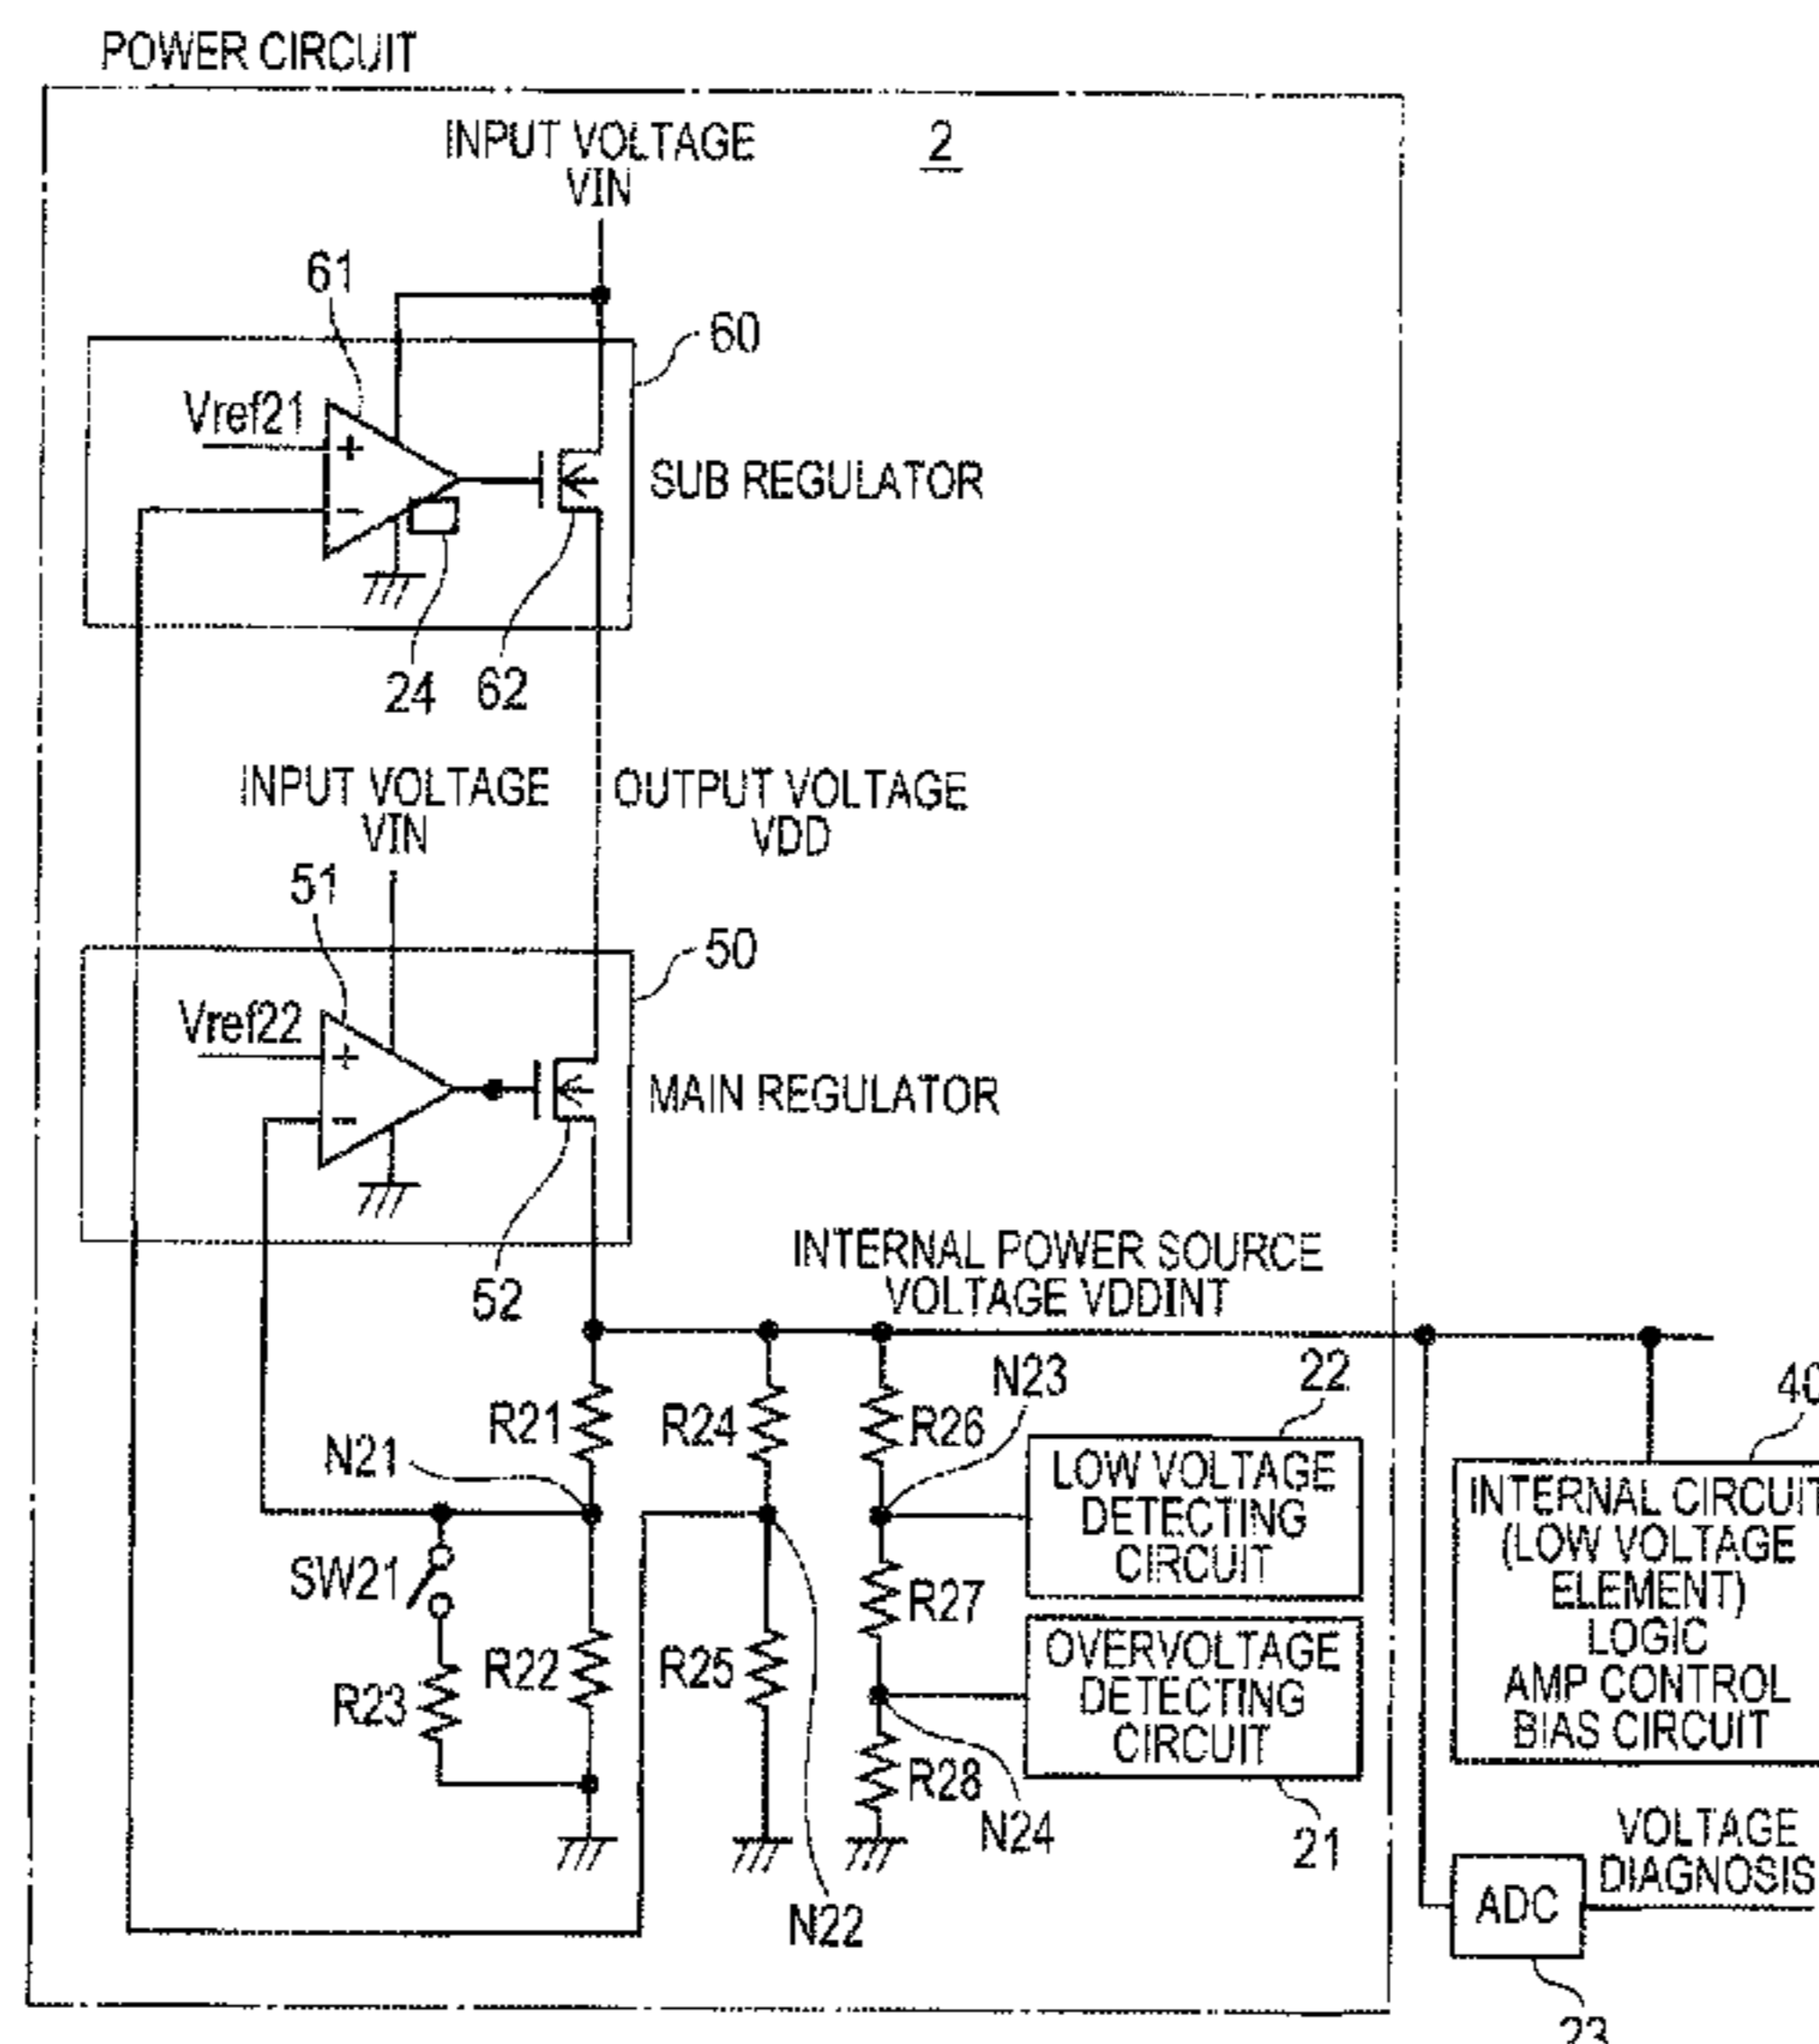 POWER CIRCUIT
INPUT VOLTAGE
VIN
2
61
60
Vref21
+
-
SUB REGULATOR
24
62
INPUT VOLTAGE
VIN
OUTPUT VOLTAGE
VDD
51
50
Vref22
+
-
MAIN REGULATOR
52
INTERNAL POWER SOURCE
VOLTAGE VDDINT
N23
22
40
R21
R24
R26
N21
LOW VOLTAGE
DETECTING
CIRCUIT
INTERNAL CIRCUIT
(LOW VOLTAGE
ELEMENT)
LOGIC
AMP CONTROL
BIAS CIRCUIT
SW21
R27
R23
R22
R25
OVERVOLTAGE
DETECTING
CIRCUIT
R28
N24
21
VOLTAGE
DIAGNOSIS
ADC
N22
23